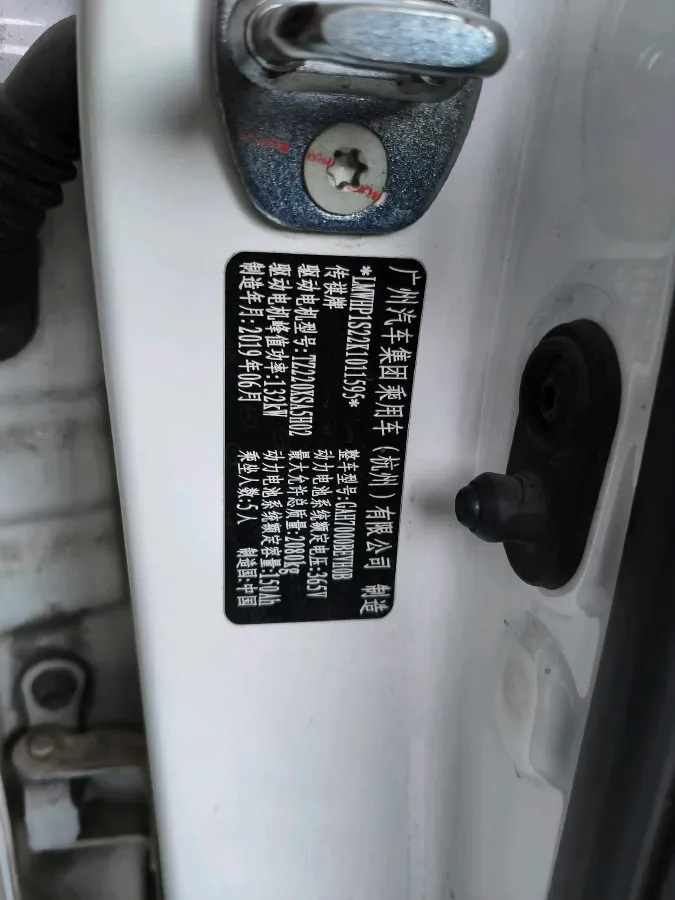 广州汽车集团乘用车（杭州）有限公司 制造
*LMWHP1S22K1011595*
传祺牌 整车型号:GAH7000BEVH0B
驱动电机型号:TZ220XSA5H02 动力电池系统额定电压:365V
驱动电机峰值功率:132kW 最大允许总质量:2080kg
制造年月:2019年06月 动力电池系统额定容量:150Ah
乘坐人数:5人 制造国:中国